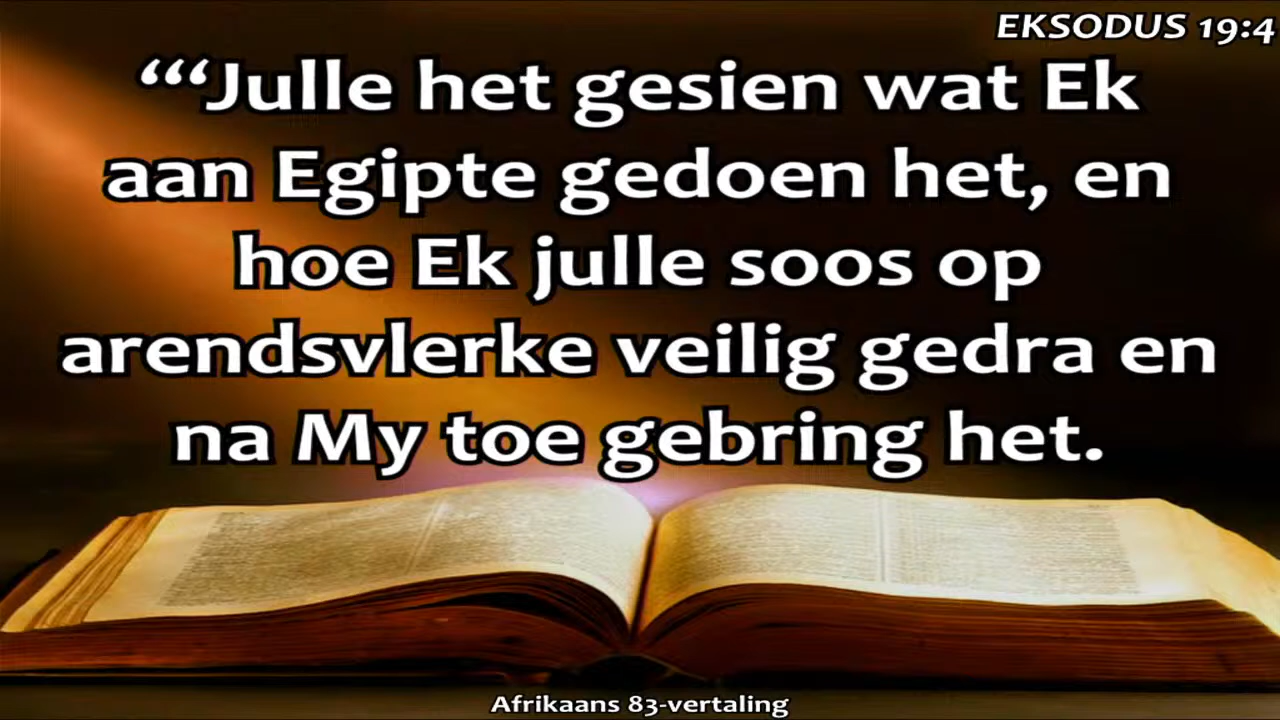 EKSODUS 19:4
“‘“Julle het gesien wat Ek
aan Egipte gedoen het, en
hoe Ek julle soos op
arendsvlerke veilig gedra en
na My toe gebring het.
Afrikaans 83-vertaling